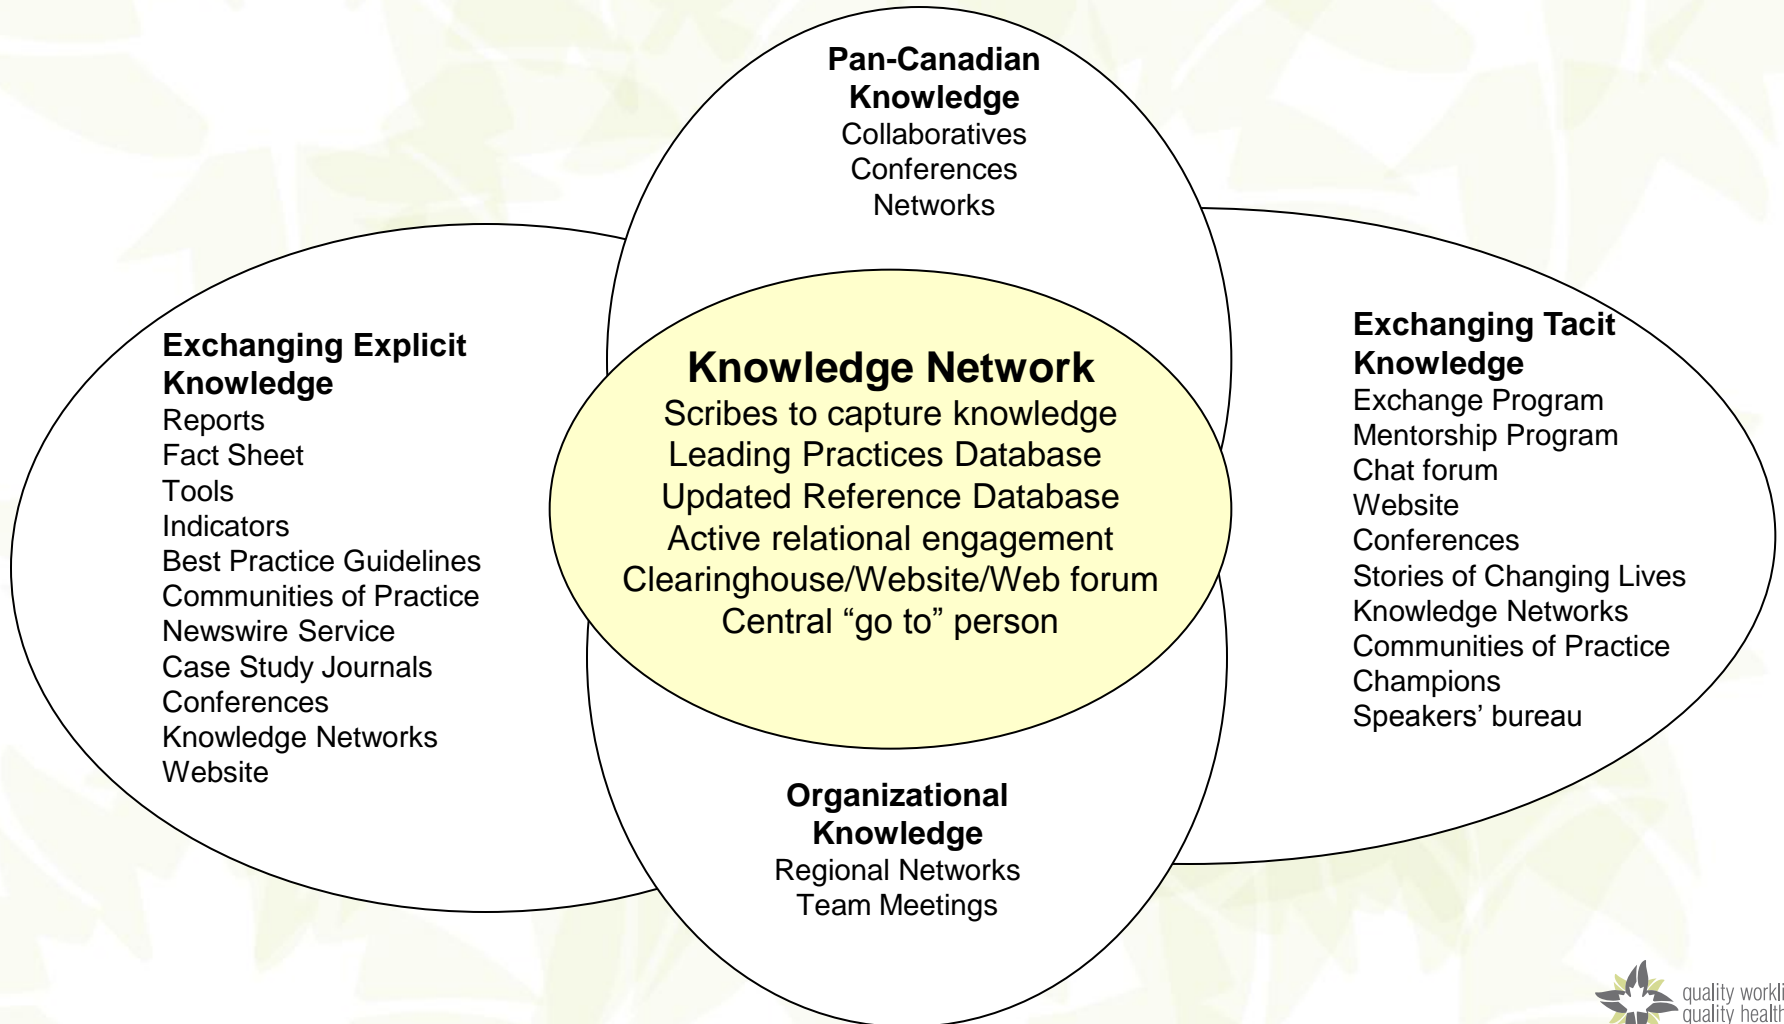 Pan-Canadian
Knowledge
Collaboratives
Conferences
Networks
Exchanging Explicit
Knowledge
Reports
Fact Sheet
Tools
Indicators
Best Practice Guidelines
Communities of Practice
Newswire Service
Case Study Journals
Conferences
Knowledge Networks
Website
Knowledge Network
Scribes to capture knowledge
Leading Practices Database
Updated Reference Database
Active relational engagement
Clearinghouse/Website/Web forum
Central “go to” person
Exchanging Tacit
Knowledge
Exchange Program
Mentorship Program
Chat forum
Website
Conferences
Stories of Changing Lives
Knowledge Networks
Communities of Practice
Champions
Speakers’ bureau
Organizational
Knowledge
Regional Networks
Team Meetings
quality workli
quality health